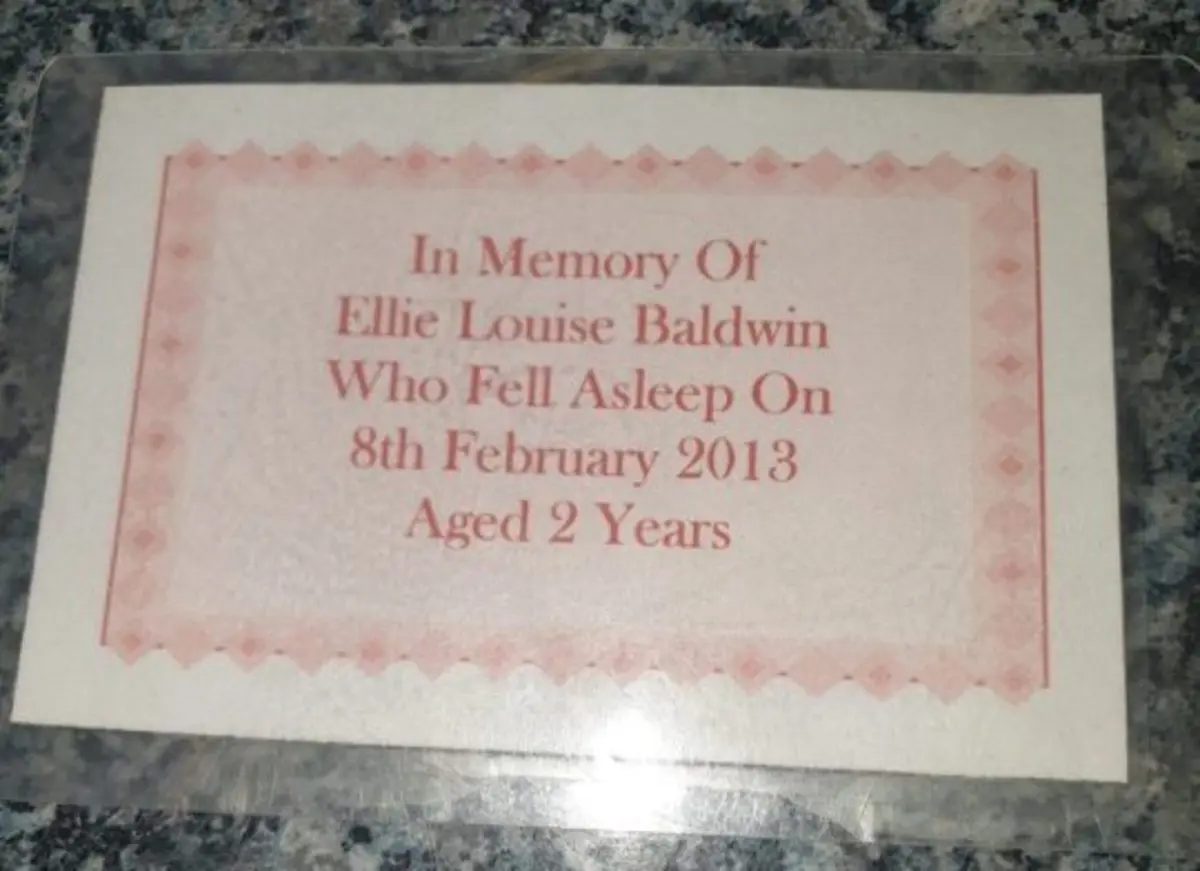 In Memory Of
Ellie Louise Baldwin
Who Fell Asleep On
8th February 2013
Aged 2 Years